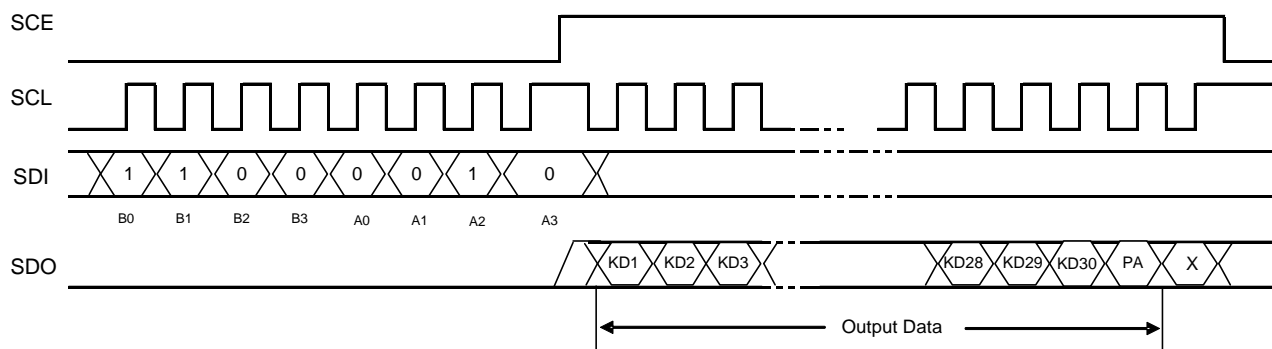 SCE
SCL
SDI
1 1 0 0 0 0 1 0
B0 B1 B2 B3 A0 A1 A2 A3
SDO
KD1 KD2 KD3 KD28 KD29 KD30 PA X
Output Data